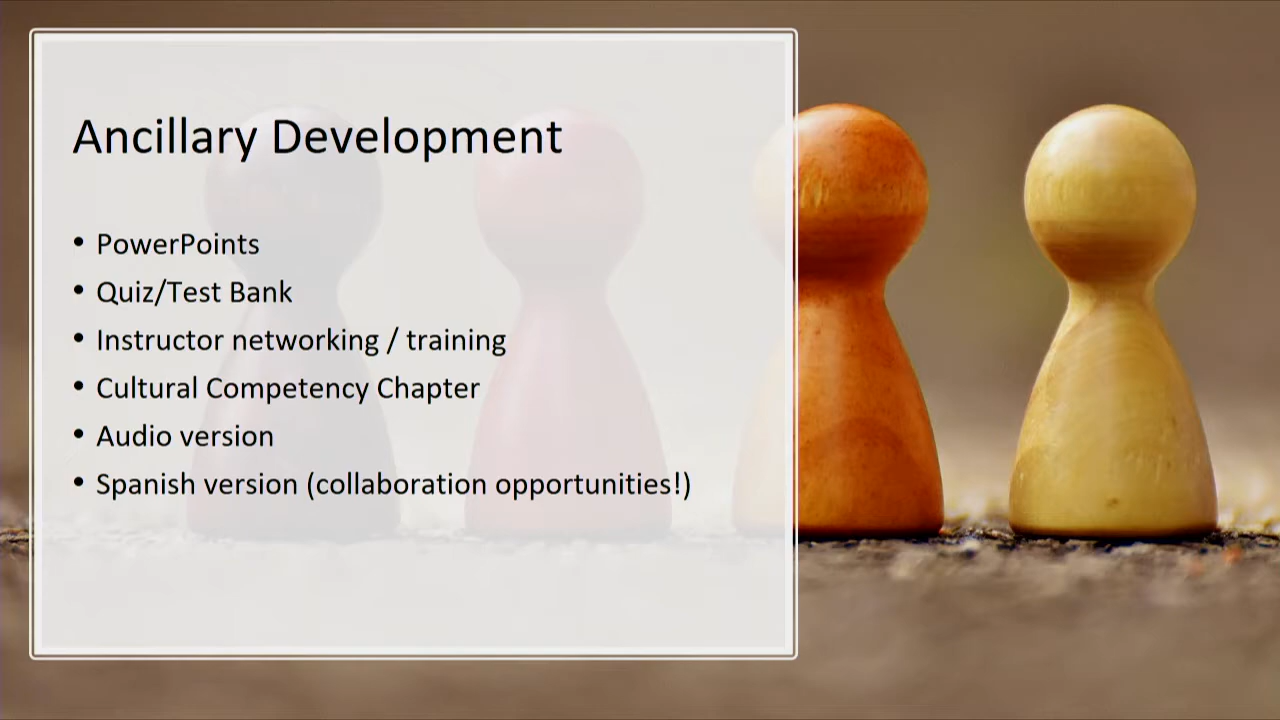 Ancillary Development
• PowerPoints
• Quiz/Test Bank
• Instructor networking / training
• Cultural Competency Chapter
• Audio version
• Spanish version (collaboration opportunities!)